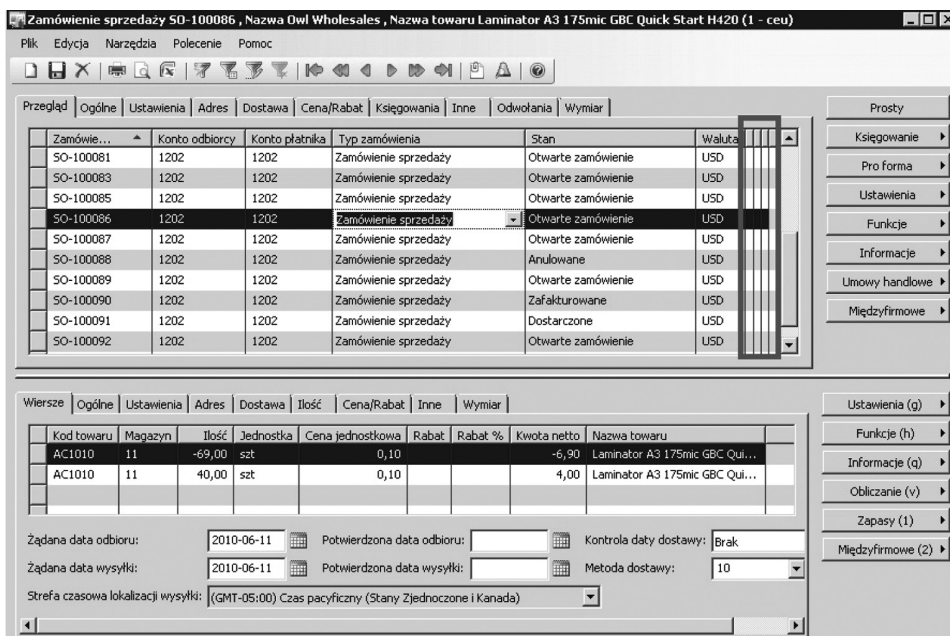 Zamówienie sprzedaży SO-100086 , Nazwa Owl Wholesales , Nazwa towaru Laminator A3 175mic GBC Quick Start H420 (1 - ceu)
Plik Edycja Narzędzia Polecenie Pomoc
Przegląd Ogólne Ustawienia Adres Dostawa Cena/Rabat Księgowania Inne Odwołania Wymiar
Zamówie... Konto odbiorcy Konto płatnika Typ zamówienia Stan Waluta
SO-100081 1202 1202 Zamówienie sprzedaży Otwarte zamówienie USD
SO-100083 1202 1202 Zamówienie sprzedaży Otwarte zamówienie USD
SO-100085 1202 1202 Zamówienie sprzedaży Otwarte zamówienie USD
SO-100086 1202 1202 Zamówienie sprzedaży Otwarte zamówienie USD
SO-100087 1202 1202 Zamówienie sprzedaży Otwarte zamówienie USD
SO-100088 1202 1202 Zamówienie sprzedaży Anulowane USD
SO-100089 1202 1202 Zamówienie sprzedaży Otwarte zamówienie USD
SO-100090 1202 1202 Zamówienie sprzedaży Zafakturowane USD
SO-100091 1202 1202 Zamówienie sprzedaży Dostarczone USD
SO-100092 1202 1202 Zamówienie sprzedaży Otwarte zamówienie USD
Prosty
Księgowanie
Pro forma
Ustawienia
Funkcje
Informacje
Umowy handlowe
Międzyfirmowe
Wiersze Ogólne Ustawienia Adres Dostawa Ilość Cena/Rabat Inne Wymiar
Kod towaru Magazyn Ilość Jednostka Cena jednostkowa Rabat Rabat % Kwota netto Nazwa towaru
AC1010 11 -69,00 szt 0,10 -6,90 Laminator A3 175mic GBC Qui...
AC1010 11 40,00 szt 0,10 4,00 Laminator A3 175mic GBC Qui...
Żądana data odbioru: 2010-06-11 Potwierdzona data odbioru: Kontrola daty dostawy: Brak
Żądana data wysyłki: 2010-06-11 Potwierdzona data wysyłki: Metoda dostawy: 10
Strefa czasowa lokalizacji wysyłki: (GMT-05:00) Czas pacyficzny (Stany Zjednoczone i Kanada)
Ustawienia (g)
Funkcje (h)
Informacje (q)
Obliczanie (v)
Zapasy (1)
Międzyfirmowe (2)